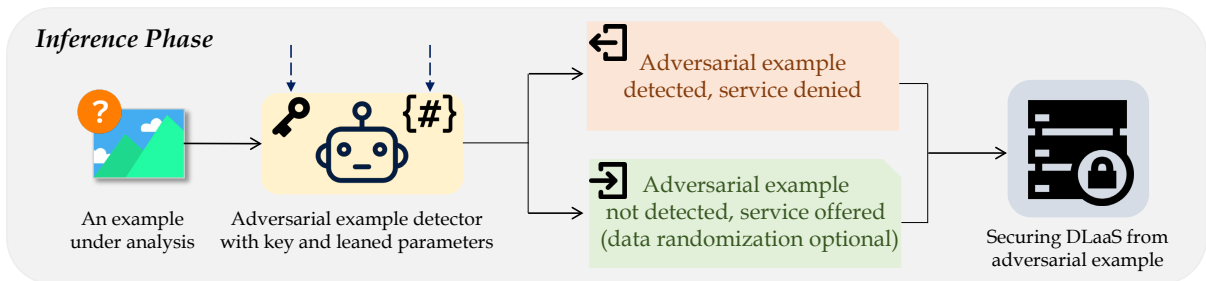 Inference Phase
?
{#}
An example
under analysis
Adversarial example detector
with key and leaned parameters
Adversarial example
detected, service denied
Adversarial example
not detected, service offered
(data randomization optional)
Securing DLaaS from
adversarial example